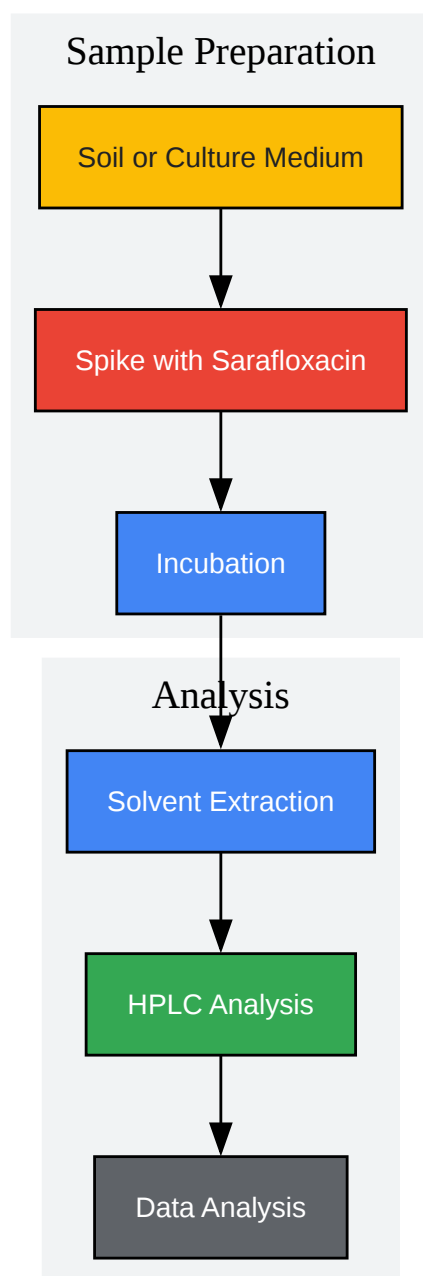 Sample Preparation
Soil or Culture Medium
Spike with Sarafloxacin
Incubation
Analysis
Solvent Extraction
HPLC Analysis
Data Analysis